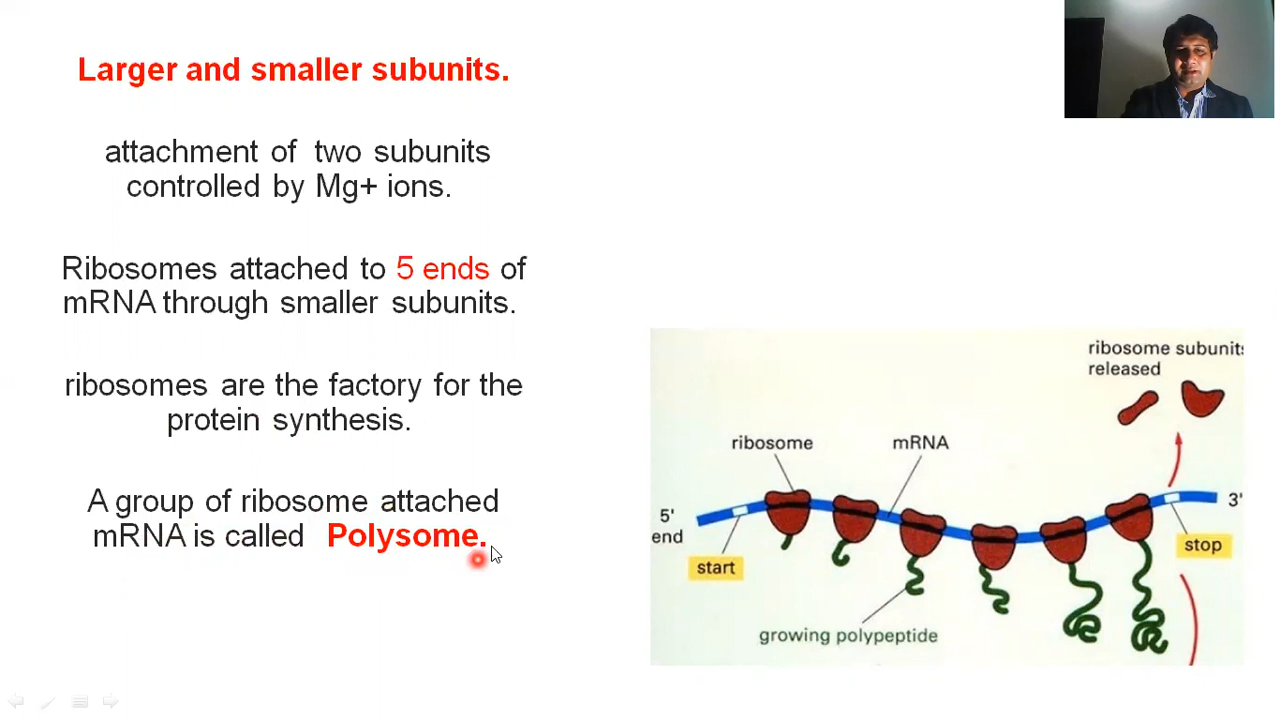 Larger and smaller subunits.
attachment of two subunits
controlled by Mg+ ions.
Ribosomes attached to 5 ends of
mRNA through smaller subunits.
ribosomes are the factory for the
protein synthesis.
A group of ribosome attached
mRNA is called Polysome.
ribosome subunits
released
ribosome
mRNA
5'
end
3'
start
stop
growing polypeptide